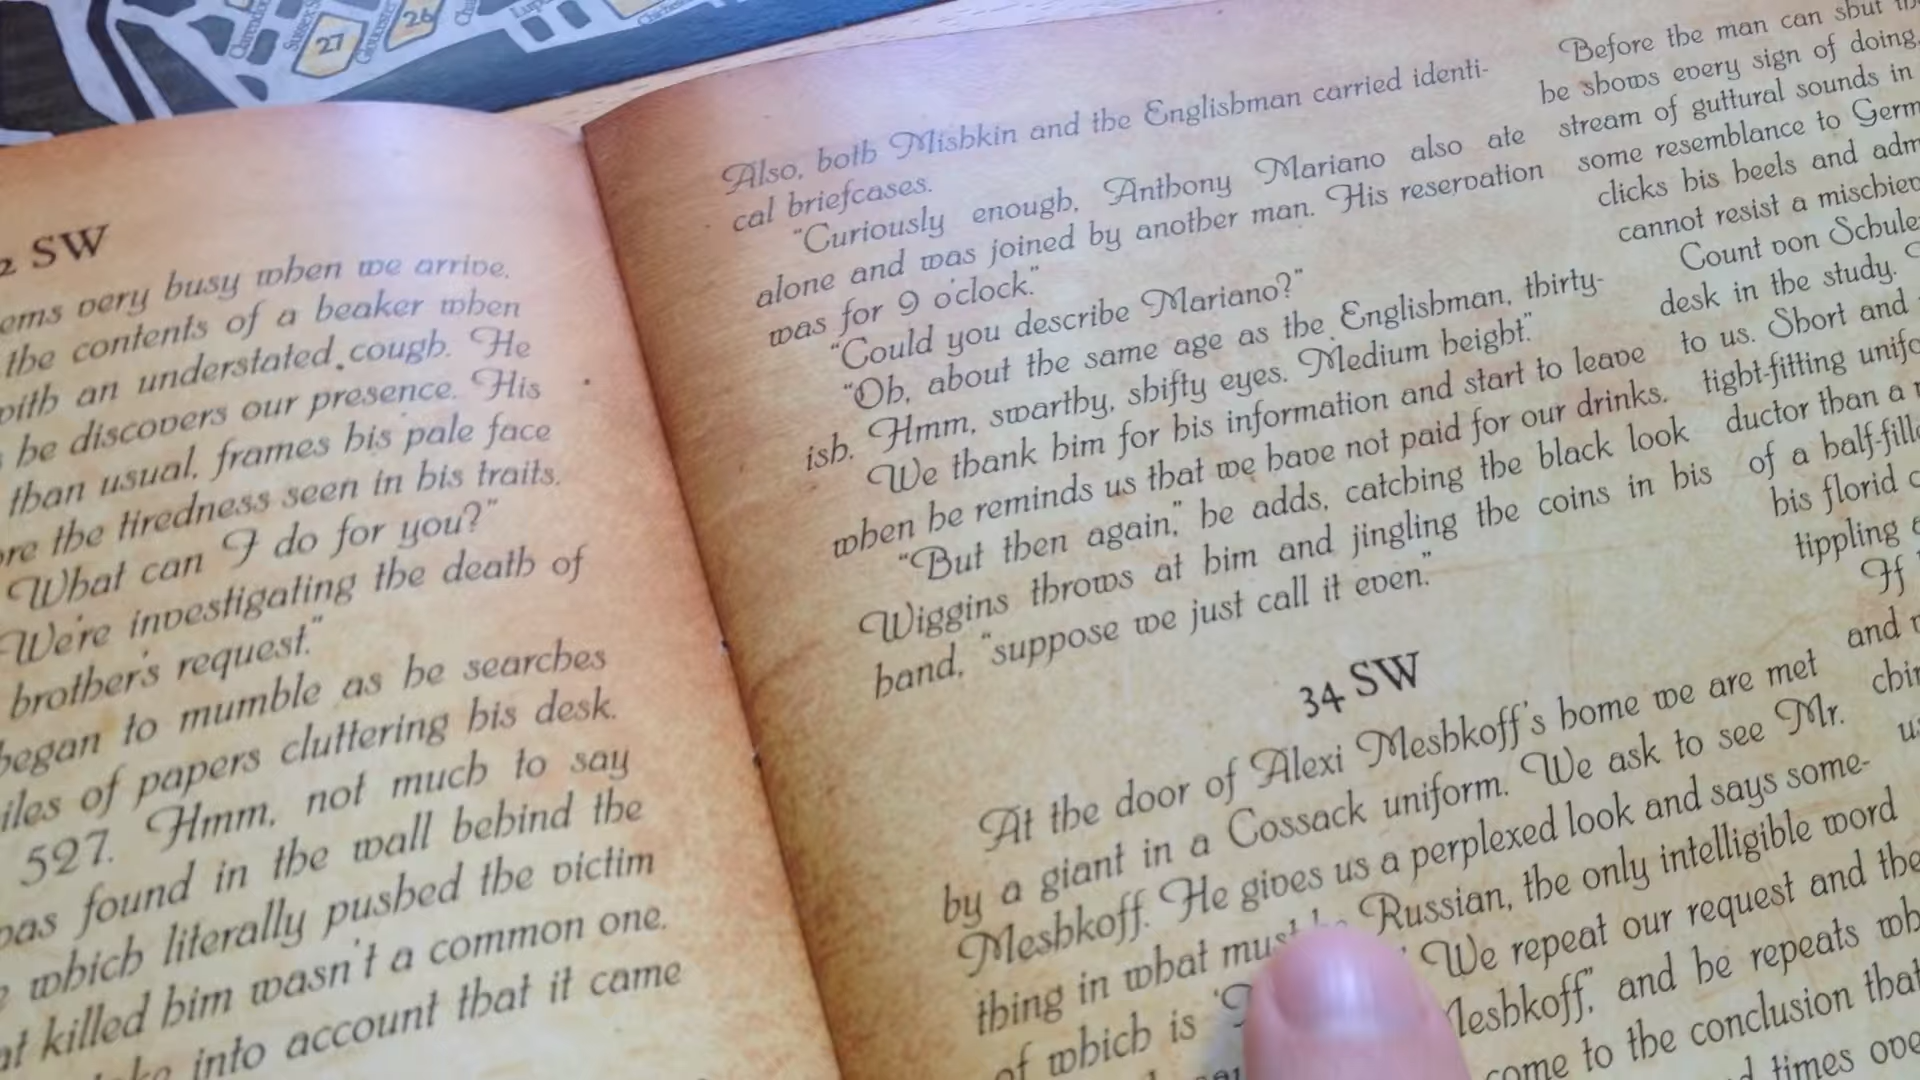 27
26
2 SW
ems very busy when we arrive.
the contents of a beaker when
with an understated cough. He
he discovers our presence. His
than usual, frames his pale face
ore the tiredness seen in his traits.
"What can I do for you?"
"We're investigating the death of
brother's request."
began to mumble as he searches
iles of papers cluttering his desk.
527. Hmm, not much to say
was found in the wall behind the
which literally pushed the victim
at killed him wasn't a common one.
into account that it came
Also, both Mishkin and the Englishman carried identi-
cal briefcases.
"Curiously enough, Anthony Mariano also ate
alone and was joined by another man. His reservation
was for 9 o'clock."
"Could you describe Mariano?"
"Oh, about the same age as the Englishman, thirty-
ish. Hmm, swarthy, shifty eyes. Medium height."
We thank him for his information and start to leave
when he reminds us that we have not paid for our drinks.
"But then again," he adds, catching the black look
Wiggins throws at him and jingling the coins in his
hand, "suppose we just call it even."
34 SW
At the door of Alexi Meshkoff's home we are met
by a giant in a Cossack uniform. We ask to see Mr.
Meshkoff. He gives us a perplexed look and says some-
thing in what must be Russian, the only intelligible word
of which is We repeat our request and the
Meshkoff," and he repeats
come to the conclusion that
times
Before the man can shut
he shows every sign of doing,
stream of guttural sounds in
some resemblance to Germ
clicks his heels and adm
cannot resist a mischiev
Count von Schule
desk in the study.
to us. Short and
tight-fitting unifo
ductor than a
of a half-fill
his florid
tippling
If
and